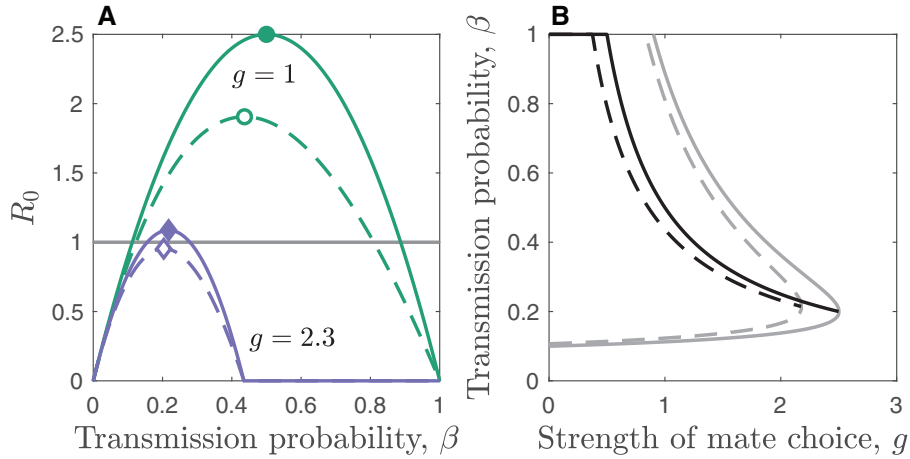 A
2.5
2
1.5
1
0.5
0
R₀
g = 1
g = 2.3
0 0.2 0.4 0.6 0.8 1
Transmission probability, β
B
1
0.8
0.6
0.4
0.2
0
Transmission probability, β
0 1 2 3
Strength of mate choice, g